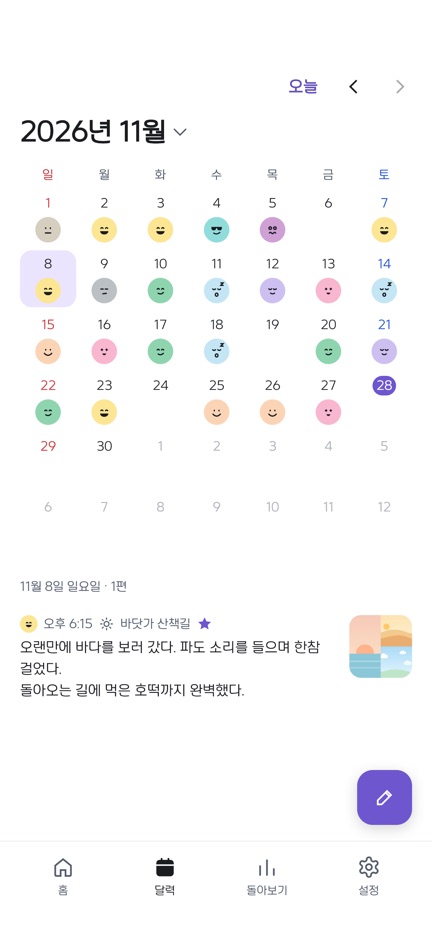 오늘
2026년 11월
일 월 화 수 목 금 토
1 2 3 4 5 6 7
8 9 10 11 12 13 14
15 16 17 18 19 20 21
22 23 24 25 26 27 28
29 30 1 2 3 4 5
6 7 8 9 10 11 12
11월 8일 일요일 · 1편
오후 6:15 바닷가 산책길
오랜만에 바다를 보러 갔다. 파도 소리를 들으며 한참
걸었다.
돌아오는 길에 먹은 호떡까지 완벽했다.
홈 달력 돌아보기 설정